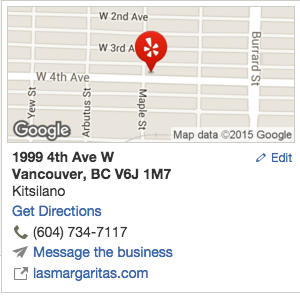 W 2nd Ave
W 3rd A
W 4th Ave
Yew St
Arbutus St
Maple St
Burrard St
Google
Map data ©2015 Google
1999 4th Ave W
Edit
Vancouver, BC V6J 1M7
Kitsilano
Get Directions
(604) 734-7117
Message the business
lasmargaritas.com